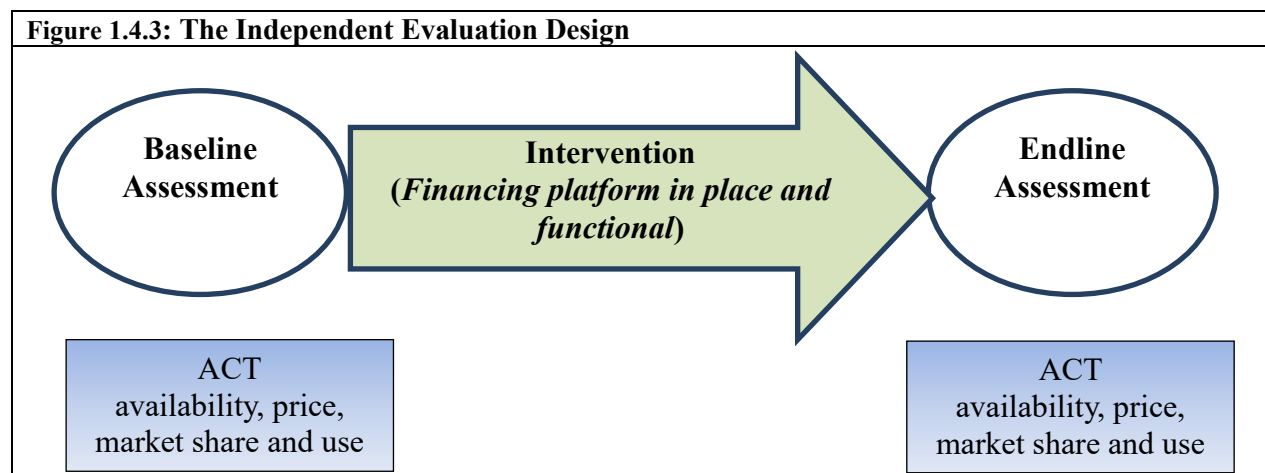 Figure 1.4.3: The Independent Evaluation Design
Baseline
Assessment
Intervention
(Financing platform in place and
functional)
Endline
Assessment
ACT
availability, price,
market share and use
ACT
availability, price,
market share and use